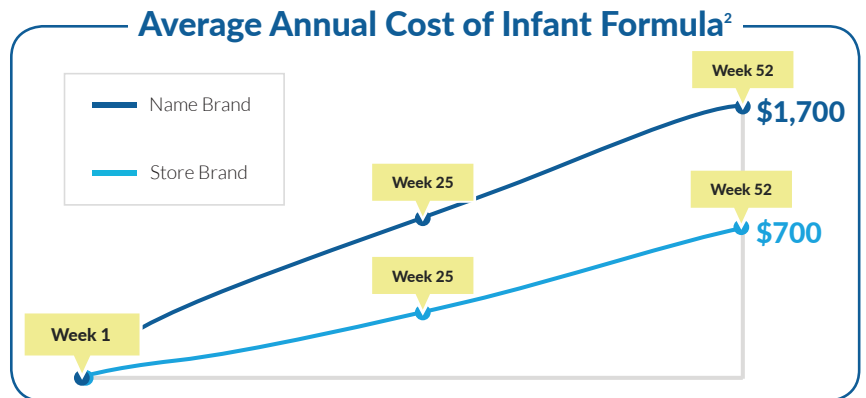 Average Annual Cost of Infant Formula²
Week 52
Name Brand
$1,700
Store Brand
Week 25
Week 52
$700
Week 25
Week 1